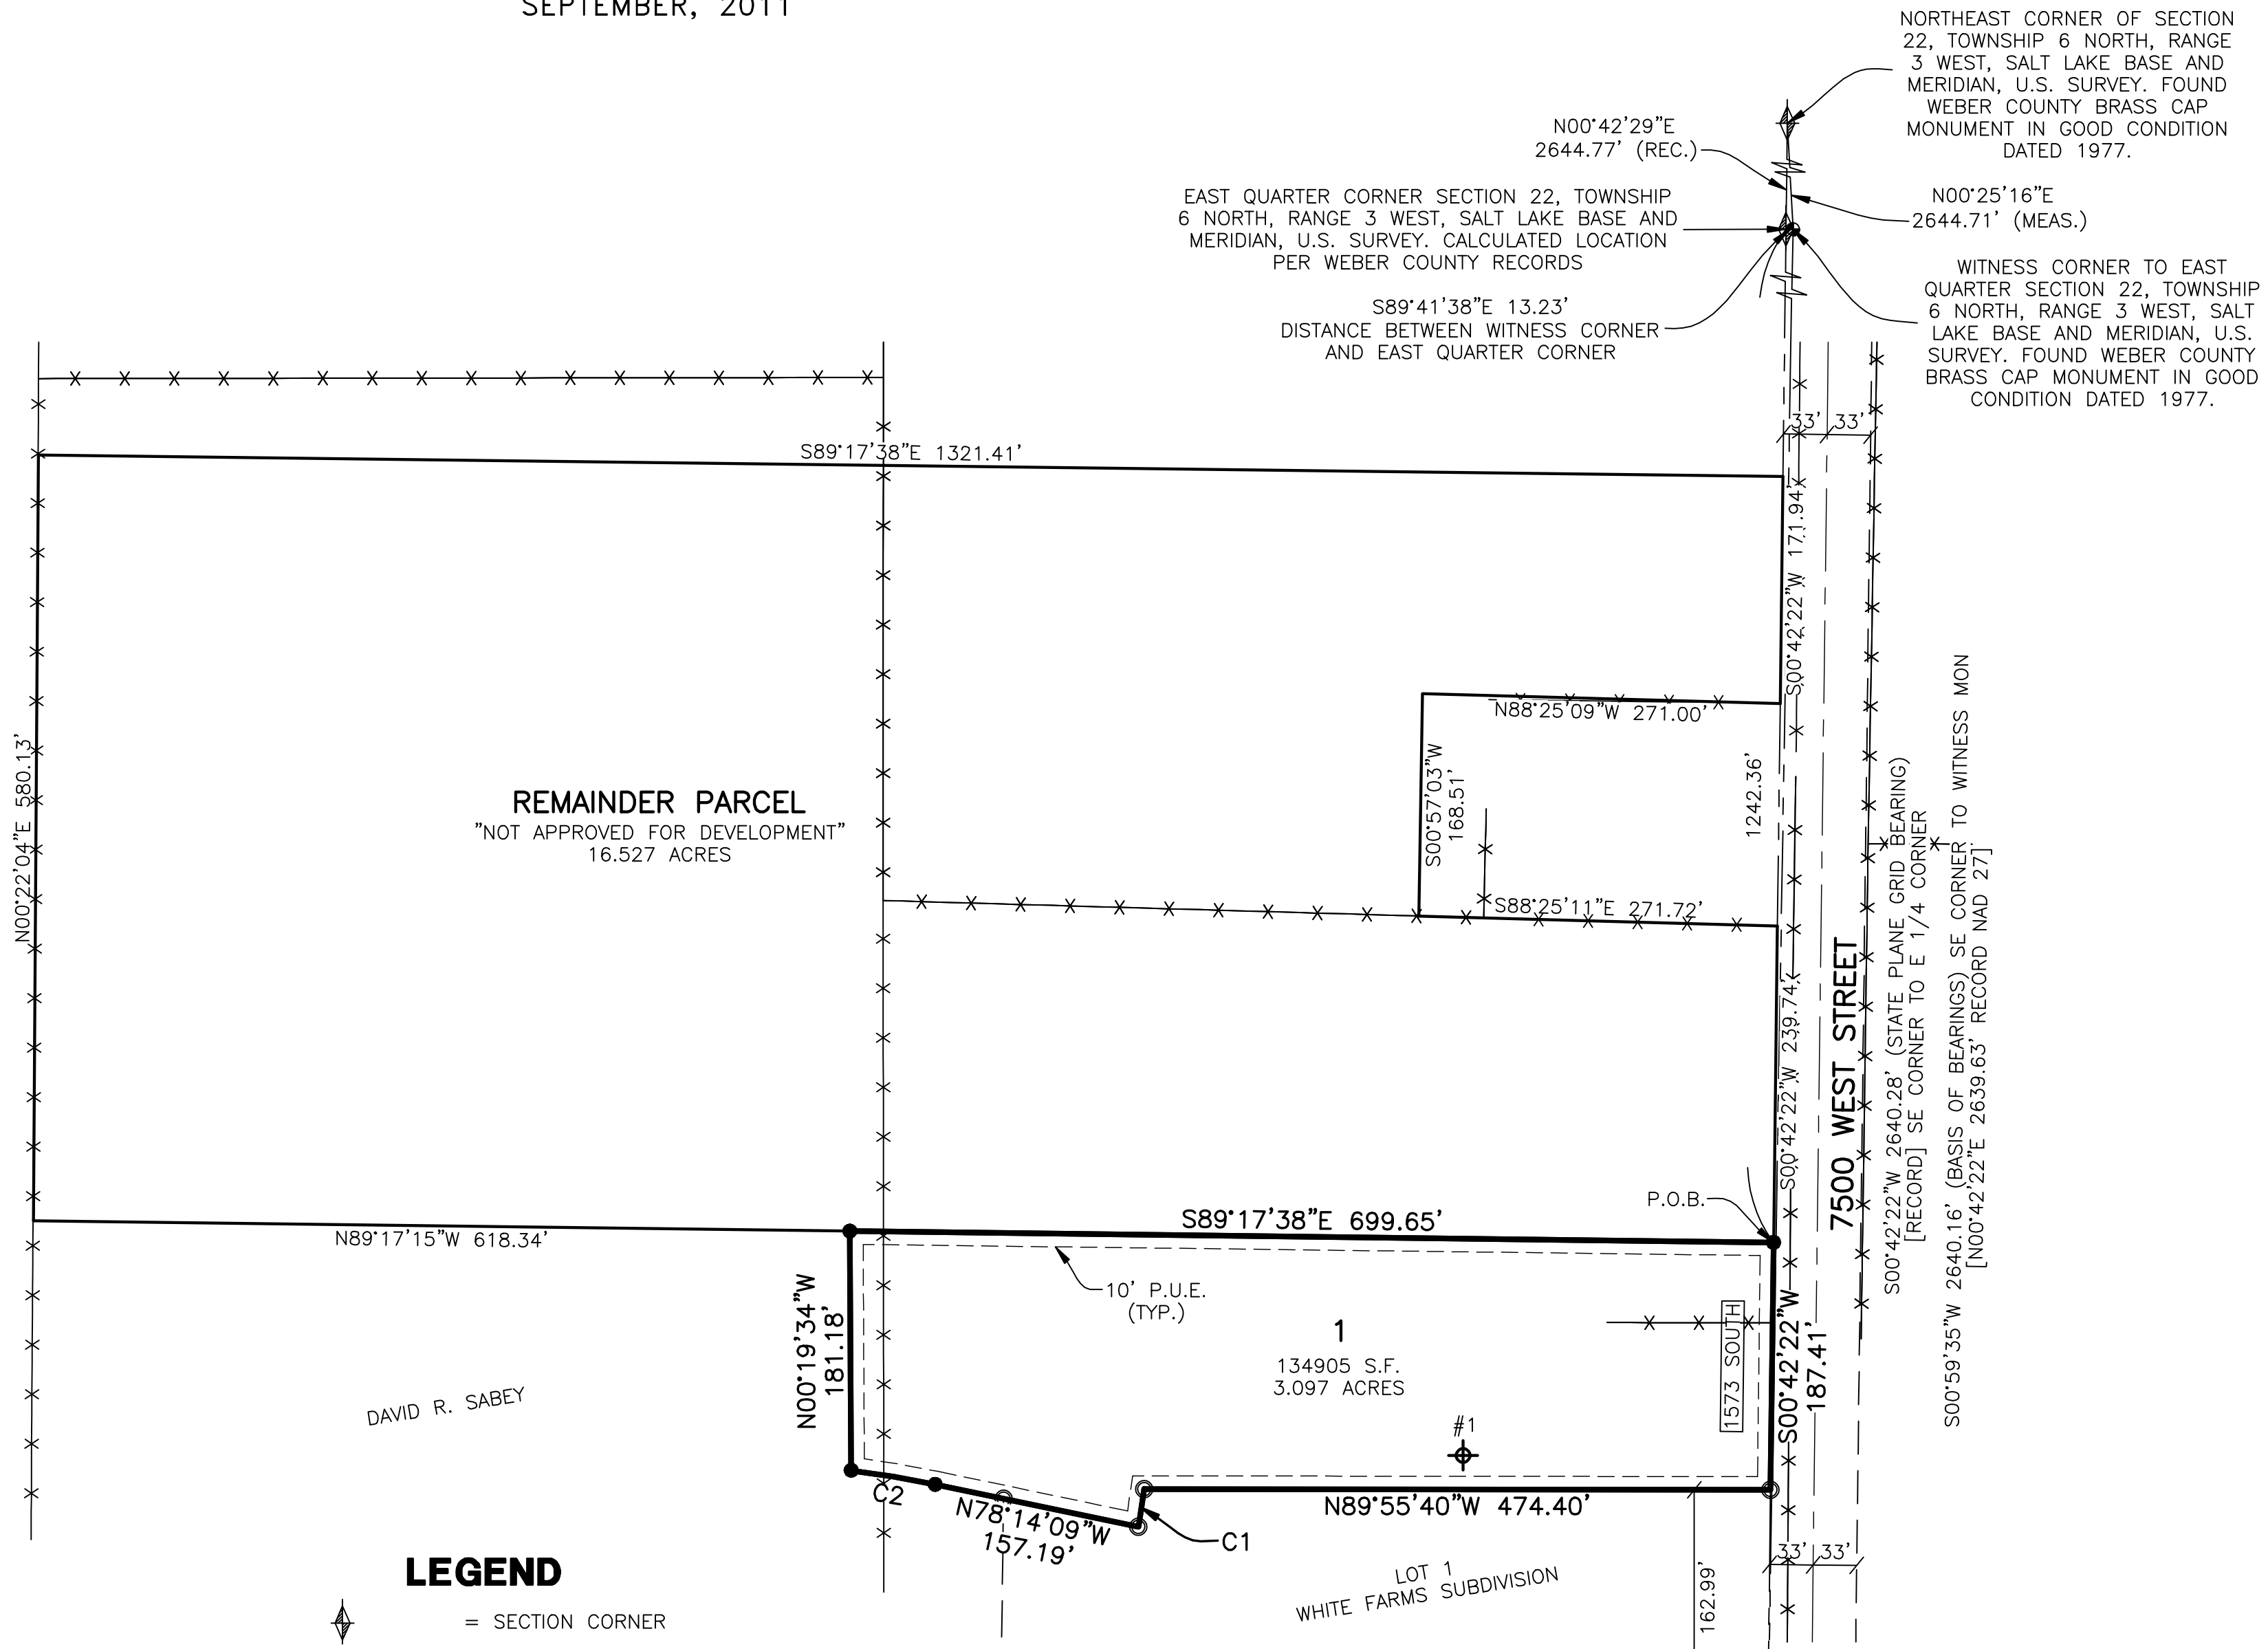 SEPTEMBER, 2011
NORTHEAST CORNER OF SECTION
22, TOWNSHIP 6 NORTH, RANGE
3 WEST, SALT LAKE BASE AND
MERIDIAN, U.S. SURVEY. FOUND
WEBER COUNTY BRASS CAP
MONUMENT IN GOOD CONDITION
DATED 1977.
N00°42'29"E
2644.77' (REC.)
N00°25'16"E
2644.71' (MEAS.)
EAST QUARTER CORNER SECTION 22, TOWNSHIP
6 NORTH, RANGE 3 WEST, SALT LAKE BASE AND
MERIDIAN, U.S. SURVEY. CALCULATED LOCATION
PER WEBER COUNTY RECORDS
WITNESS CORNER TO EAST
QUARTER SECTION 22, TOWNSHIP
6 NORTH, RANGE 3 WEST, SALT
LAKE BASE AND MERIDIAN, U.S.
SURVEY. FOUND WEBER COUNTY
BRASS CAP MONUMENT IN GOOD
CONDITION DATED 1977.
S89°41'38"E 13.23'
DISTANCE BETWEEN WITNESS CORNER
AND EAST QUARTER CORNER
33' 33'
S89°17'38"E 1321.41'
S00°42'22"W 171.94'
N88°25'09"W 271.00'
S00°57'03"W
168.51'
1242.36'
N00°22'04"E 580.13'
REMAINDER PARCEL
"NOT APPROVED FOR DEVELOPMENT"
16.527 ACRES
S88°25'11"E 271.72'
S00°42'22"W 239.74'
7500 WEST STREET
S00°42'22"W 2640.28' (STATE PLANE GRID BEARING)
[RECORD] SE CORNER TO E 1/4 CORNER
S00°59'35"W 2640.16' (BASIS OF BEARINGS) SE CORNER TO WITNESS MON
[N00°42'22"E 2639.63' RECORD NAD 27]
P.O.B.
N89°17'15"W 618.34'
S89°17'38"E 699.65'
10' P.U.E.
(TYP.)
N00°19'34"W
181.18'
1
134905 S.F.
3.097 ACRES
1573 SOUTH
S00°42'22"W
187.41'
DAVID R. SABEY
#1
C2
N78°14'09"W
157.19'
C1
N89°55'40"W 474.40'
33' 33'
LOT 1
WHITE FARMS SUBDIVISION
162.99'
LEGEND
= SECTION CORNER